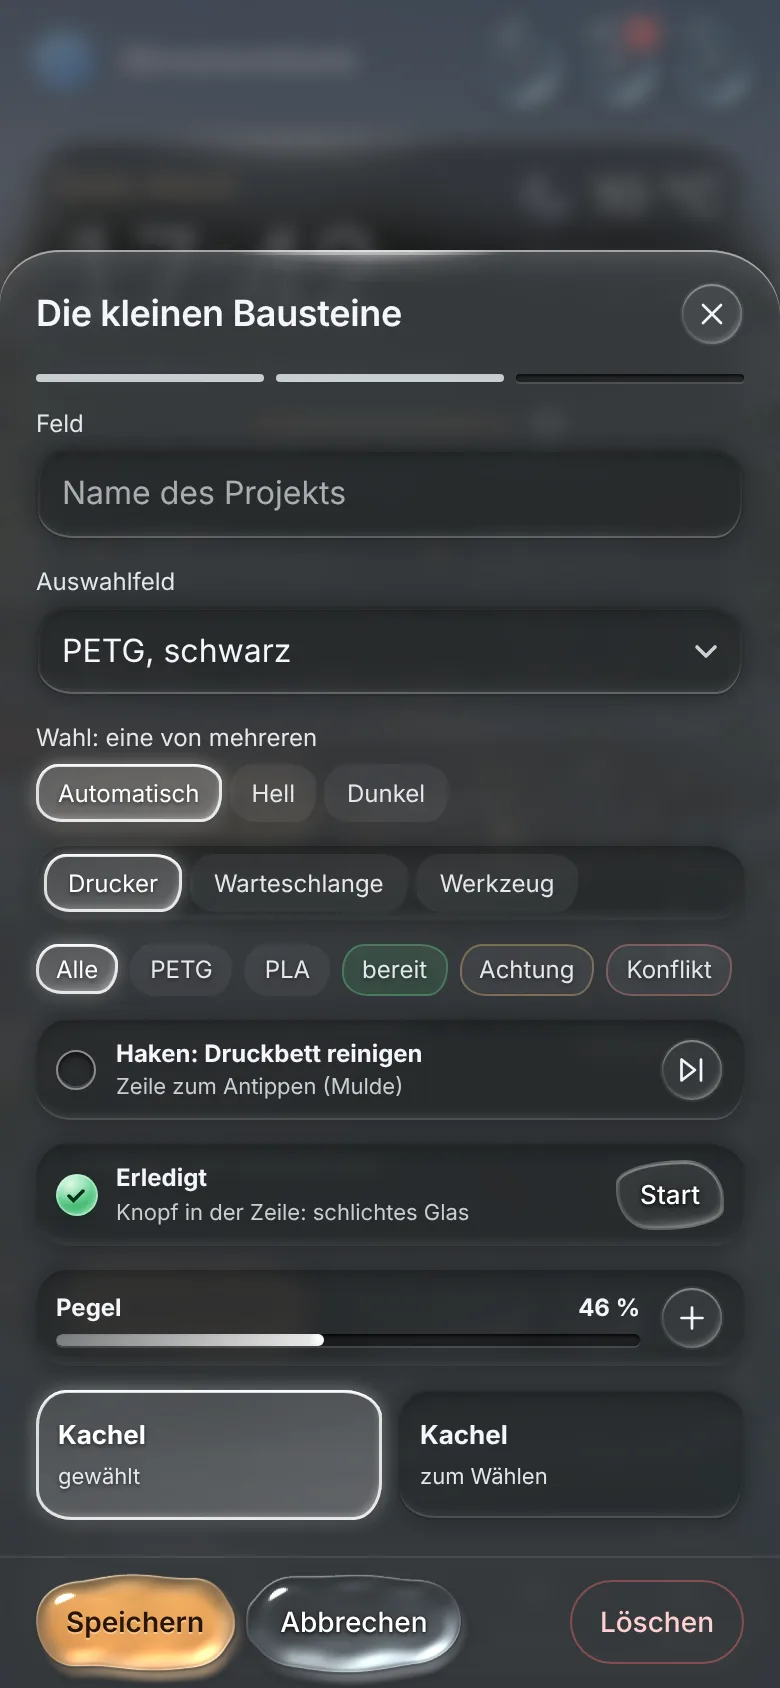 Die kleinen Bausteine
Feld
Name des Projekts
Auswahlfeld
PETG, schwarz
Wahl: eine von mehreren
Automatisch Hell Dunkel
Drucker Warteschlange Werkzeug
Alle PETG PLA bereit Achtung Konflikt
Haken: Druckbett reinigen
Zeile zum Antippen (Mulde)
Erledigt
Knopf in der Zeile: schlichtes Glas
Start
Pegel 46 %
Kachel
gewählt
Kachel
zum Wählen
Speichern Abbrechen Löschen